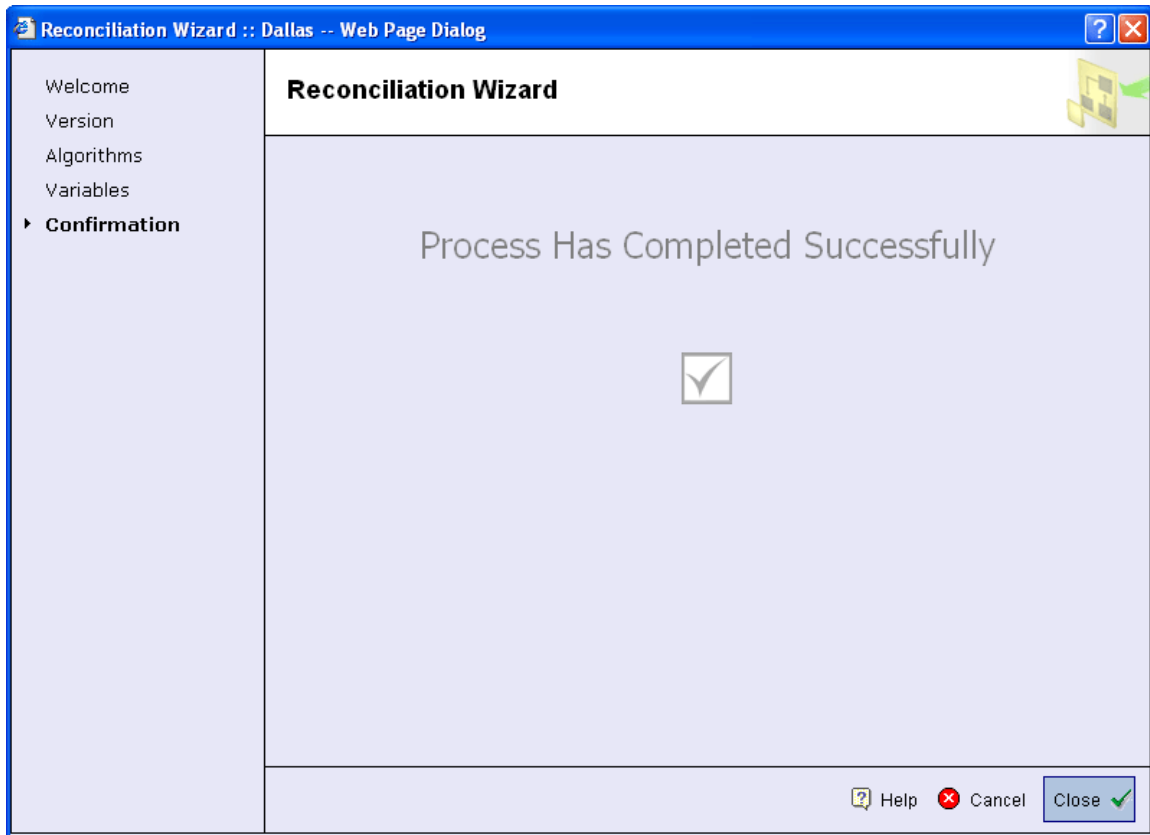 Reconciliation Wizard :: Dallas -- Web Page Dialog
?
Welcome
Version
Algorithms
Variables
Confirmation
Reconciliation Wizard
Process Has Completed Successfully
? Help
Cancel
Close